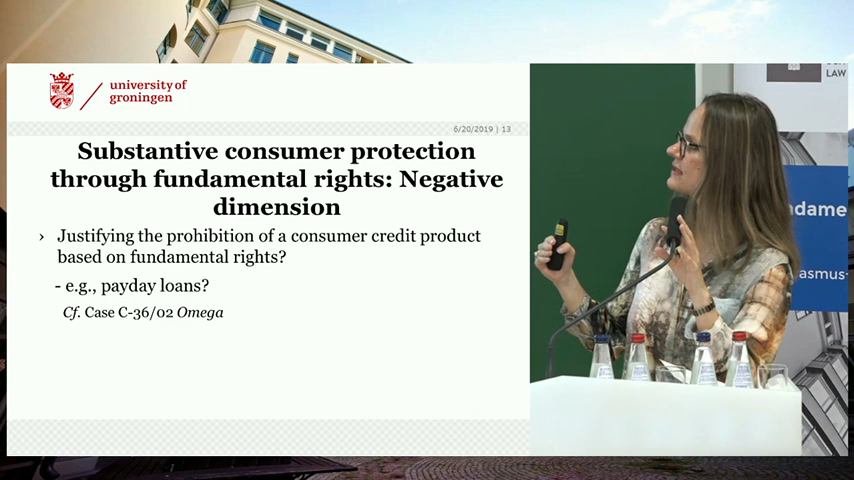 university of
groningen
6/20/2019 | 13
Substantive consumer protection
through fundamental rights: Negative
dimension
› Justifying the prohibition of a consumer credit product
based on fundamental rights?
- e.g., payday loans?
Cf. Case C-36/02 Omega
LAW
ndame
asmus-